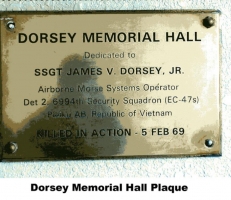 DORSEY MEMORIAL HALL
Dedicated to
SSGT JAMES V. DORSEY, JR.
Airborne Morse Systems Operator
Det 2, 6994th Security Squadron (EC-47s)
Pleiku AB, Republic of Vietnam
KILLED IN ACTION - 5 FEB 69
Dorsey Memorial Hall Plaque